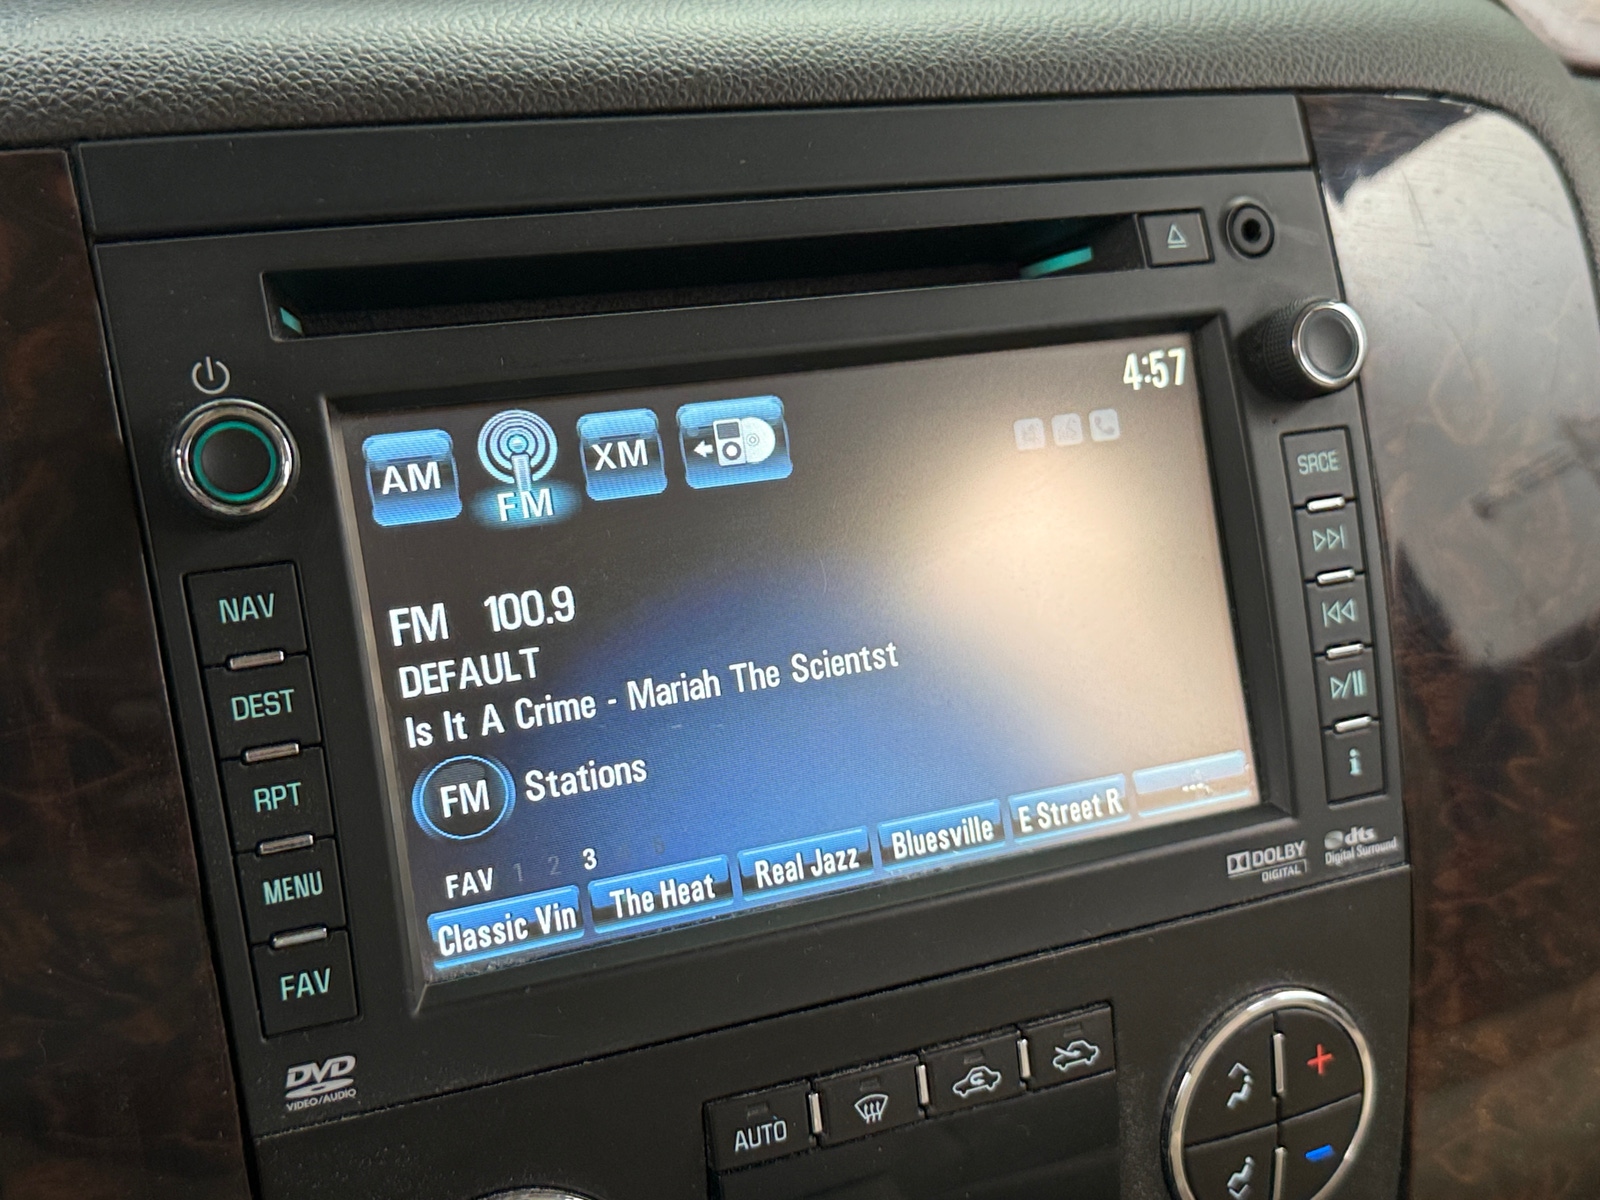 4:57
AM FM XM
SRCE
NAV
FM 100.9
DEFAULT
DEST
Is It A Crime - Mariah The Scientst
FM Stations
RPT
i
FAV 1 2 3
MENU
Classic Vin The Heat Real Jazz Bluesville E Street R ...
DOLBY
DIGITAL
dts
Digital Surround
FAV
DVD
VIDEO/AUDIO
AUTO